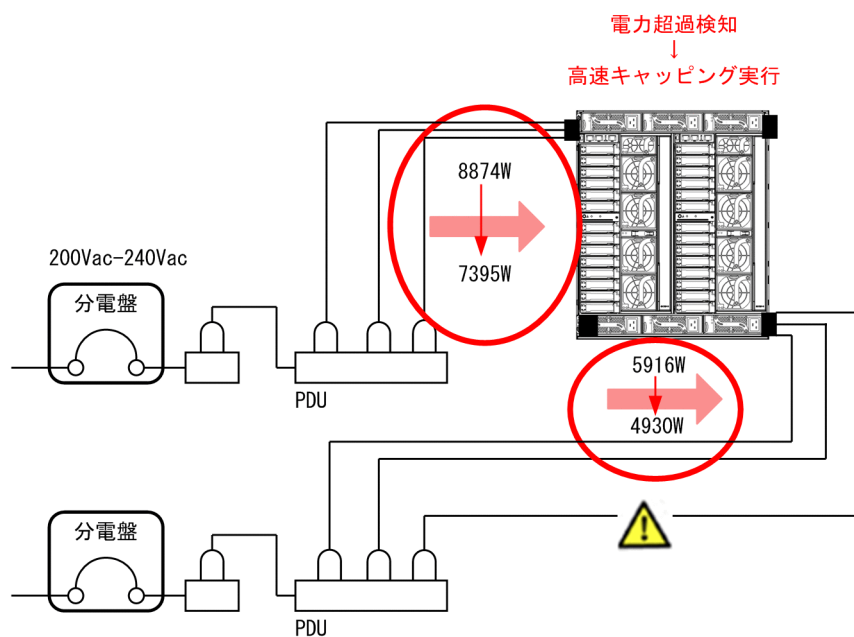 電力超過検知
↓
高速キャッピング実行
8874W
7395W
200Vac-240Vac
分電盤
PDU
5916W
4930W
分電盤
PDU